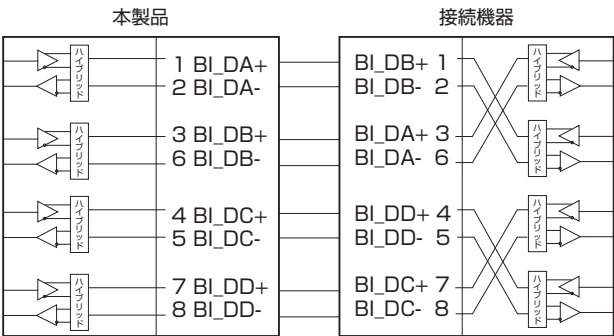 本製品
接続機器
ハイブリッド
1 BI_DA+
2 BI_DA-
BI_DB+ 1
BI_DB- 2
ハイブリッド
ハイブリッド
3 BI_DB+
6 BI_DB-
BI_DA+ 3
BI_DA- 6
ハイブリッド
ハイブリッド
4 BI_DC+
5 BI_DC-
BI_DD+ 4
BI_DD- 5
ハイブリッド
ハイブリッド
7 BI_DD+
8 BI_DD-
BI_DC+ 7
BI_DC- 8
ハイブリッド